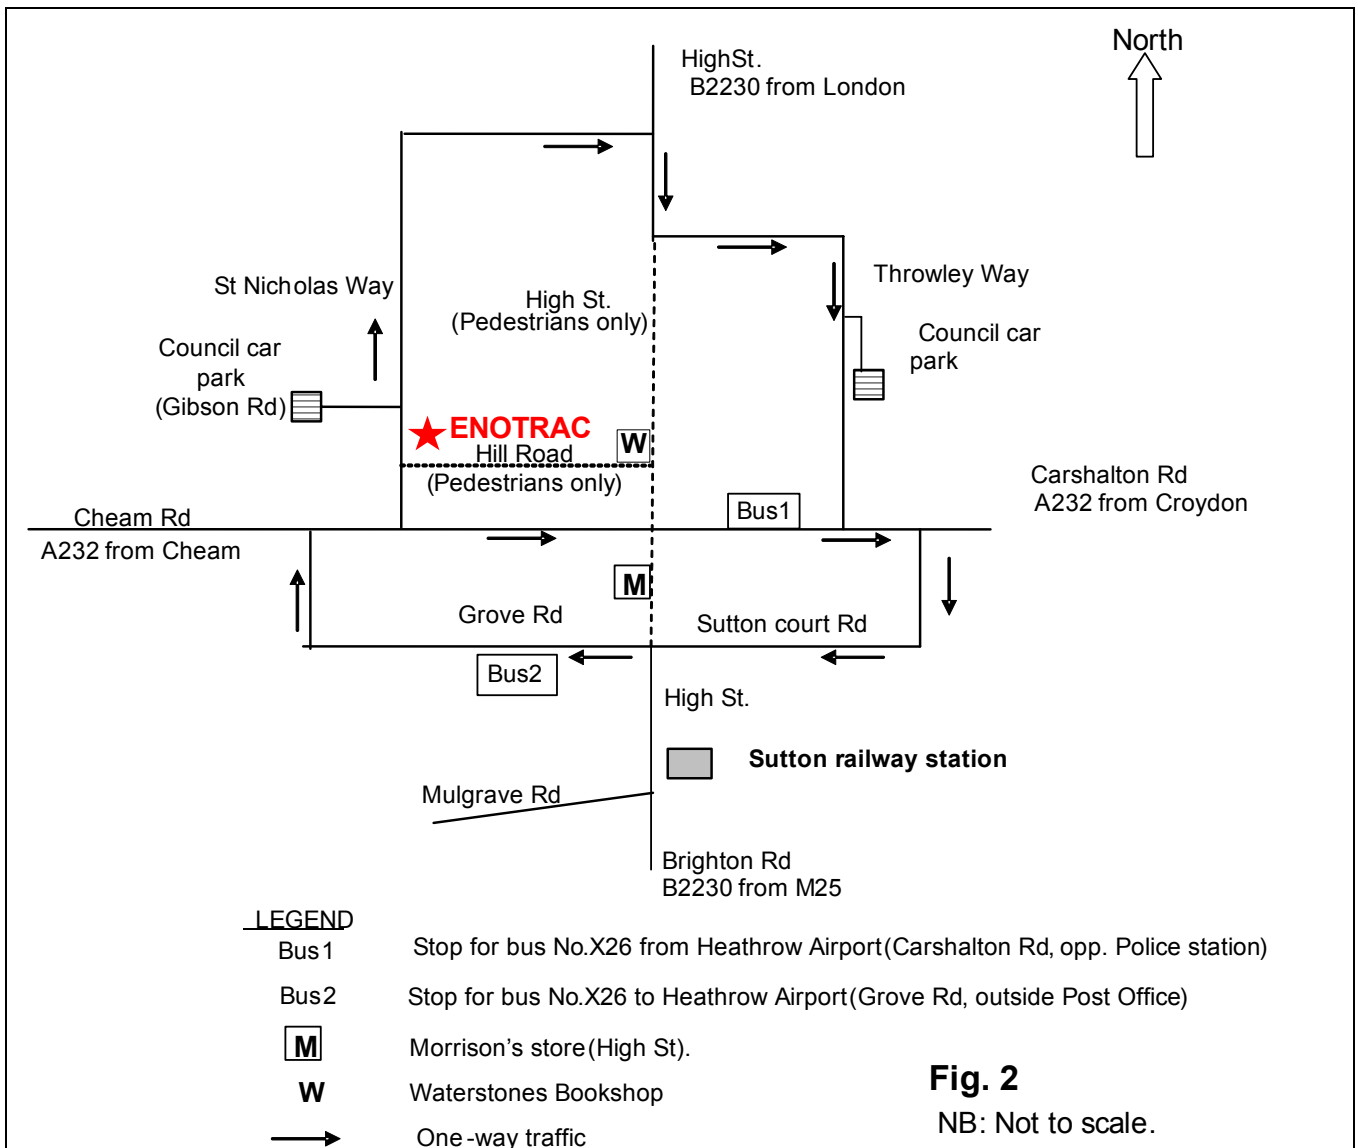 North
HighSt.
B2230 from London
St Nicholas Way
High St.
(Pedestrians only)
Throwley Way
Council car
park
Council car
park
(Gibson Rd)
ENOTRAC
W
Hill Road
(Pedestrians only)
Carshalton Rd
A232 from Croydon
Bus1
Cheam Rd
A232 from Cheam
M
Grove Rd
Sutton court Rd
Bus2
High St.
Sutton railway station
Mulgrave Rd
Brighton Rd
B2230 from M25
LEGEND
Bus1 Stop for bus No.X26 from Heathrow Airport(Carshalton Rd, opp. Police station)
Bus2 Stop for bus No.X26 to Heathrow Airport(Grove Rd, outside Post Office)
M Morrison's store(High St).
W Waterstones Bookshop
One-way traffic
Fig. 2
NB: Not to scale.